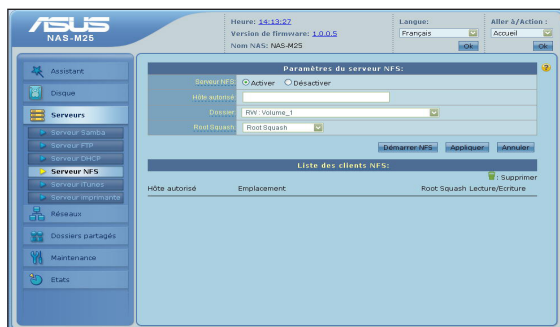 /SUS
NAS-M25
Heure: 14:13:27
Version de firmware: 1.0.0.5
Nom NAS: NAS-M25
Langue:
Français
Ok
Aller à/Action :
Accueil
Ok
Assistant
Disque
Serveurs
Serveur Samba
Serveur FTP
Serveur DHCP
Serveur NFS
Serveur iTunes
Serveur imprimante
Réseaux
Dossiers partagés
Maintenance
Etats
Paramètres du serveur NFS:
Serveur NFS: Activer Désactiver
Hôte autorisé:
Dossier: RW : Volume_1
Root Squash: Root Squash
Démarrer NFS Appliquer Annuler
Liste des clients NFS:
: Supprimer
Hôte autorisé Emplacement Root Squash Lecture/Ecriture